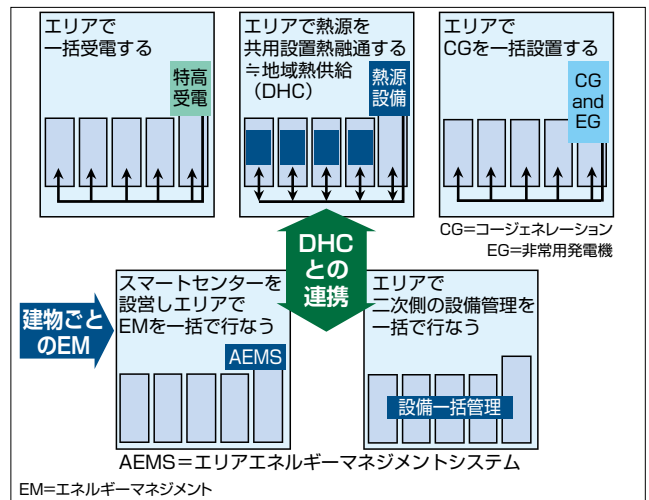 エリアで
一括受電する
特高
受電
エリアで熱源を
共用設置熱融通する
≒地域熱供給
（DHC）
熱源
設備
エリアで
CGを一括設置する
CG
and
EG
CG=コージェネレーション
EG=非常用発電機
DHC
との
連携
建物ごと
のEM
スマートセンターを
設営しエリアで
EMを一括で行なう
AEMS
エリアで
二次側の設備管理を
一括で行なう
設備一括管理
AEMS＝エリアエネルギーマネジメントシステム
EM=エネルギーマネジメント